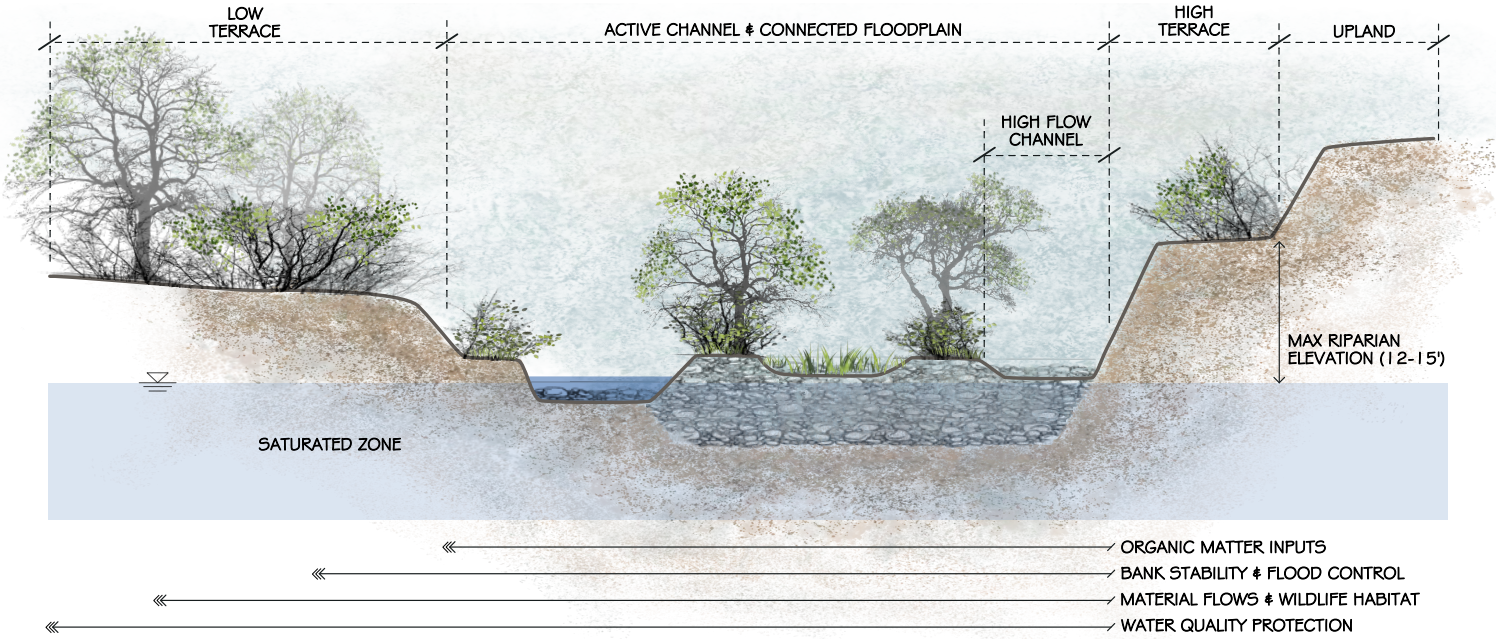 LOW
TERRACE
ACTIVE CHANNEL & CONNECTED FLOODPLAIN
HIGH
TERRACE
UPLAND
HIGH FLOW
CHANNEL
MAX RIPARIAN
ELEVATION (12-15')
SATURATED ZONE
ORGANIC MATTER INPUTS
BANK STABILITY & FLOOD CONTROL
MATERIAL FLOWS & WILDLIFE HABITAT
WATER QUALITY PROTECTION